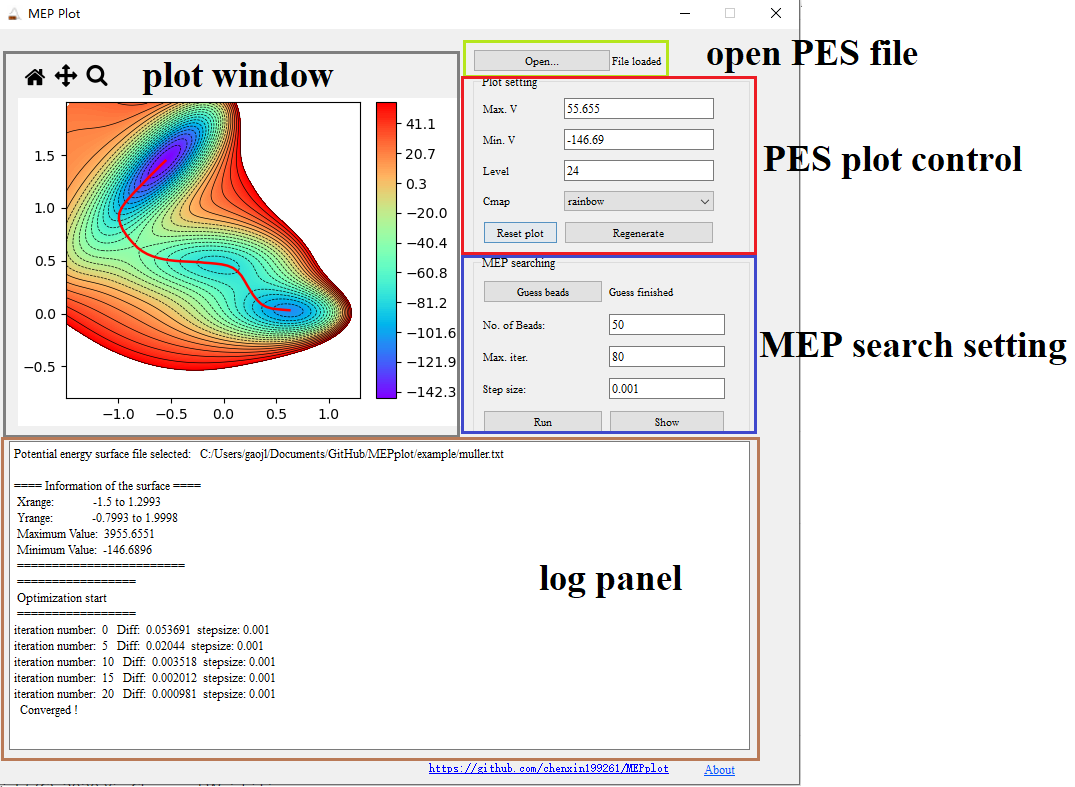 MEP Plot
open PES file
Open...
File loaded
plot window
Plot setting
Max. V
55.655
Min. V
-146.69
PES plot control
Level
24
Cmap
rainbow
Reset plot
Regenerate
41.1
20.7
0.3
−20.0
−40.4
−60.8
−81.2
−101.6
−121.9
−142.3
1.5
1.0
0.5
0.0
−0.5
−1.0
−0.5
0.0
0.5
1.0
MEP searching
Guess beads
Guess finished
No. of Beads:
50
MEP search setting
Max. iter.
80
Step size:
0.001
Run
Show
Potential energy surface file selected: C:/Users/gaojl/Documents/GitHub/MEPplot/example/muller.txt
==== Information of the surface ====
Xrange: -1.5 to 1.2993
Yrange: -0.7993 to 1.9998
Maximum Value: 3955.6551
Minimum Value: -146.6896
========================
=================
Optimization start
=================
log panel
iteration number: 0 Diff: 0.053691 stepsize: 0.001
iteration number: 5 Diff: 0.02044 stepsize: 0.001
iteration number: 10 Diff: 0.003518 stepsize: 0.001
iteration number: 15 Diff: 0.002012 stepsize: 0.001
iteration number: 20 Diff: 0.000981 stepsize: 0.001
Converged !
https://github.com/chenxin199261/MEPplot
About